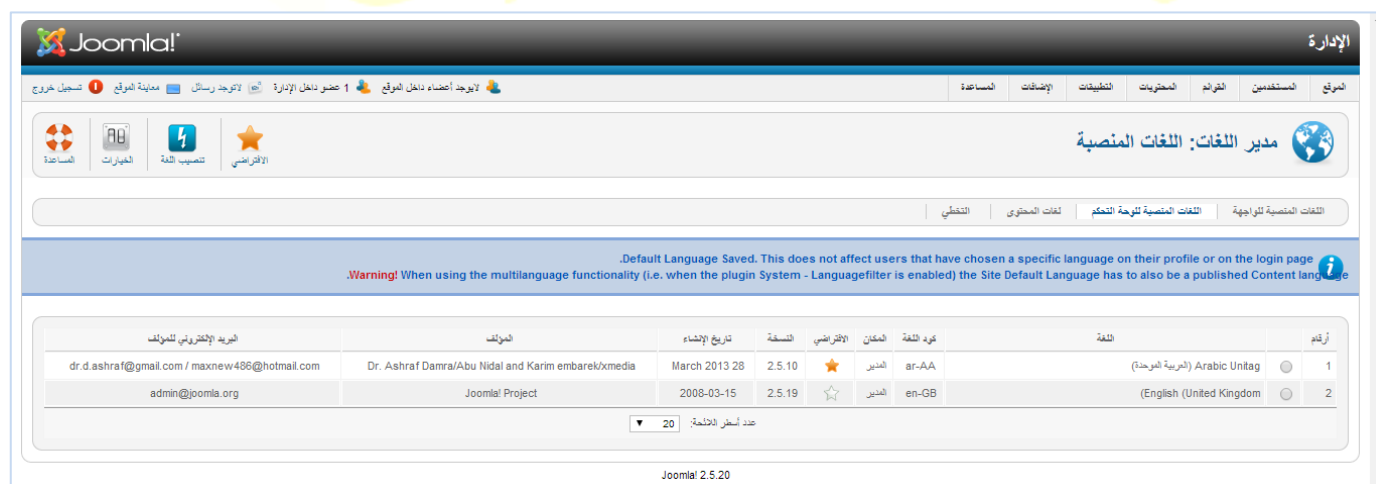 Joomla!
الإدارة
الموقع المستخدمين القوائم المحتويات التطبيقات الإضافات المساعدة
لايوجد أعضاء داخل الموقع 1 عضو داخل الإدارة لاتوجد رسائل معاينة الموقع تسجيل خروج
مدير اللغات: اللغات المنصبة
الافتراضي تنصيب اللغة الخيارات المساعدة
اللغات المنصبة للواجهة اللغات المنصبة للوحة التحكم لغات المحتوى التخطي
.Default Language Saved. This does not affect users that have chosen a specific language on their profile or on the login page
.Warning! When using the multilanguage functionality (i.e. when the plugin System - Languagefilter is enabled) the Site Default Language has to also be a published Content language
أرقام اللغة كود اللغة المكان الافتراضي النسخة تاريخ الإنشاء المؤلف البريد الإلكتروني للمؤلف
1 Arabic Unitag (العربية الموحدة) ar-AA المدير 2.5.10 March 2013 28 Dr. Ashraf Damra/Abu Nidal and Karim embarek/xmedia dr.d.ashraf@gmail.com / maxnew486@hotmail.com
2 (English (United Kingdom en-GB المدير 2.5.19 2008-03-15 Joomla! Project admin@joomla.org
عدد أسطر اللائحة: 20
Joomla! 2.5.20